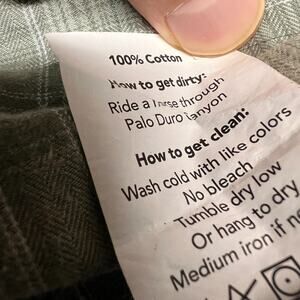 100% Cotton
How to get dirty:
Ride a horse through
Palo Duro Canyon
How to get clean:
Wash cold with like colors
No bleach
Tumble dry low
Or hang to dry
Medium iron if